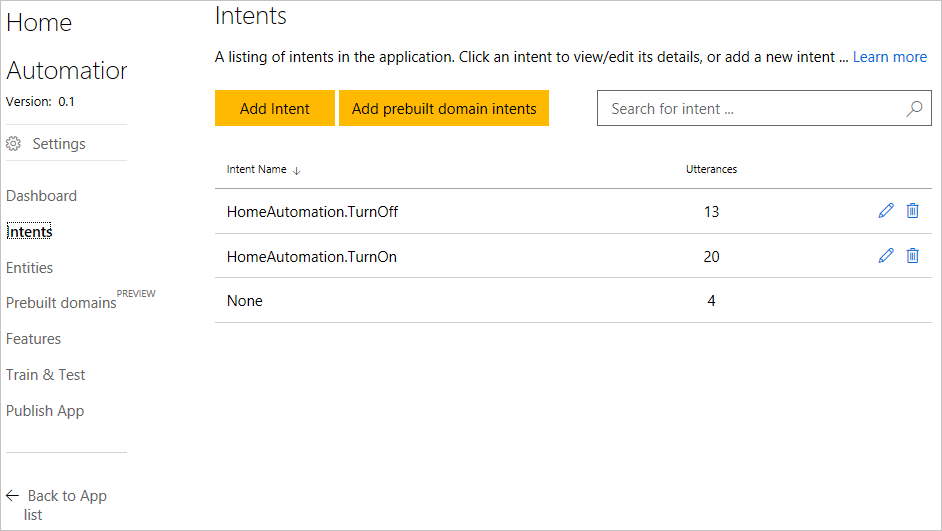 Home
Automation
Version: 0.1
Settings
Dashboard
Intents
Entities
Prebuilt domains PREVIEW
Features
Train & Test
Publish App
Back to App
list
Intents
A listing of intents in the application. Click an intent to view/edit its details, or add a new intent ... Learn more
Add Intent Add prebuilt domain intents Search for intent ...
Intent Name Utterances
HomeAutomation.TurnOff 13
HomeAutomation.TurnOn 20
None 4